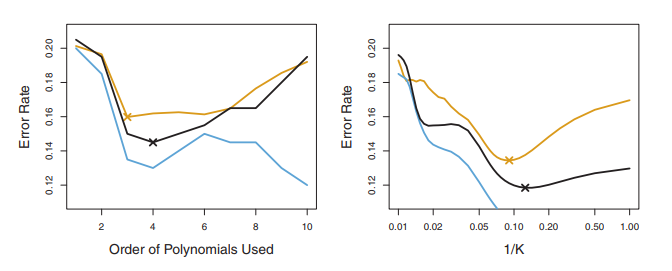 Error Rate
0.20
0.18
0.16
0.14
0.12
2 4 6 8 10
Order of Polynomials Used
Error Rate
0.20
0.18
0.16
0.14
0.12
0.01 0.02 0.05 0.10 0.20 0.50 1.00
1/K